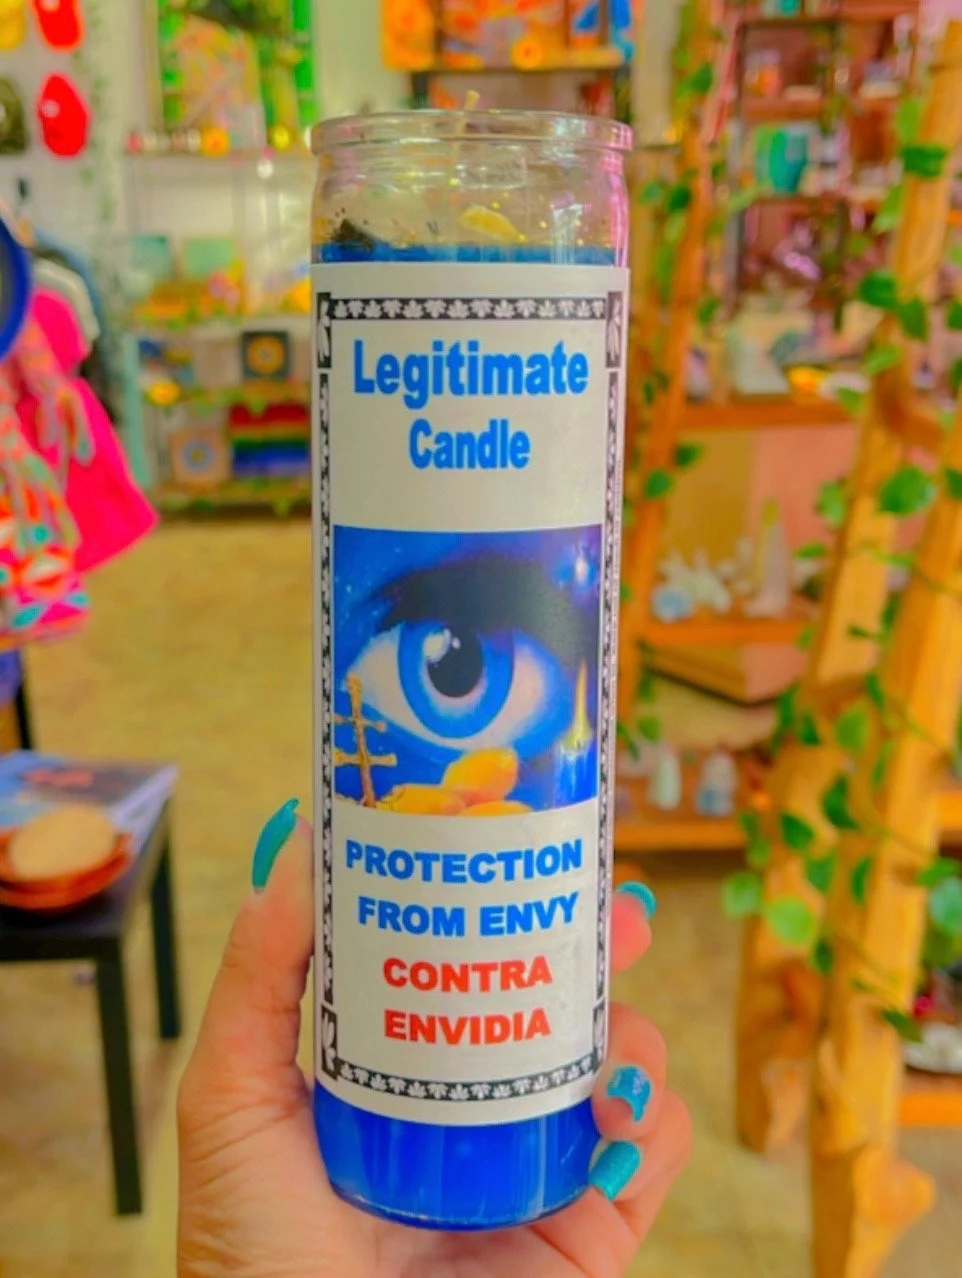 Legitimate
Candle
PROTECTION
FROM ENVY
CONTRA
ENVIDIA